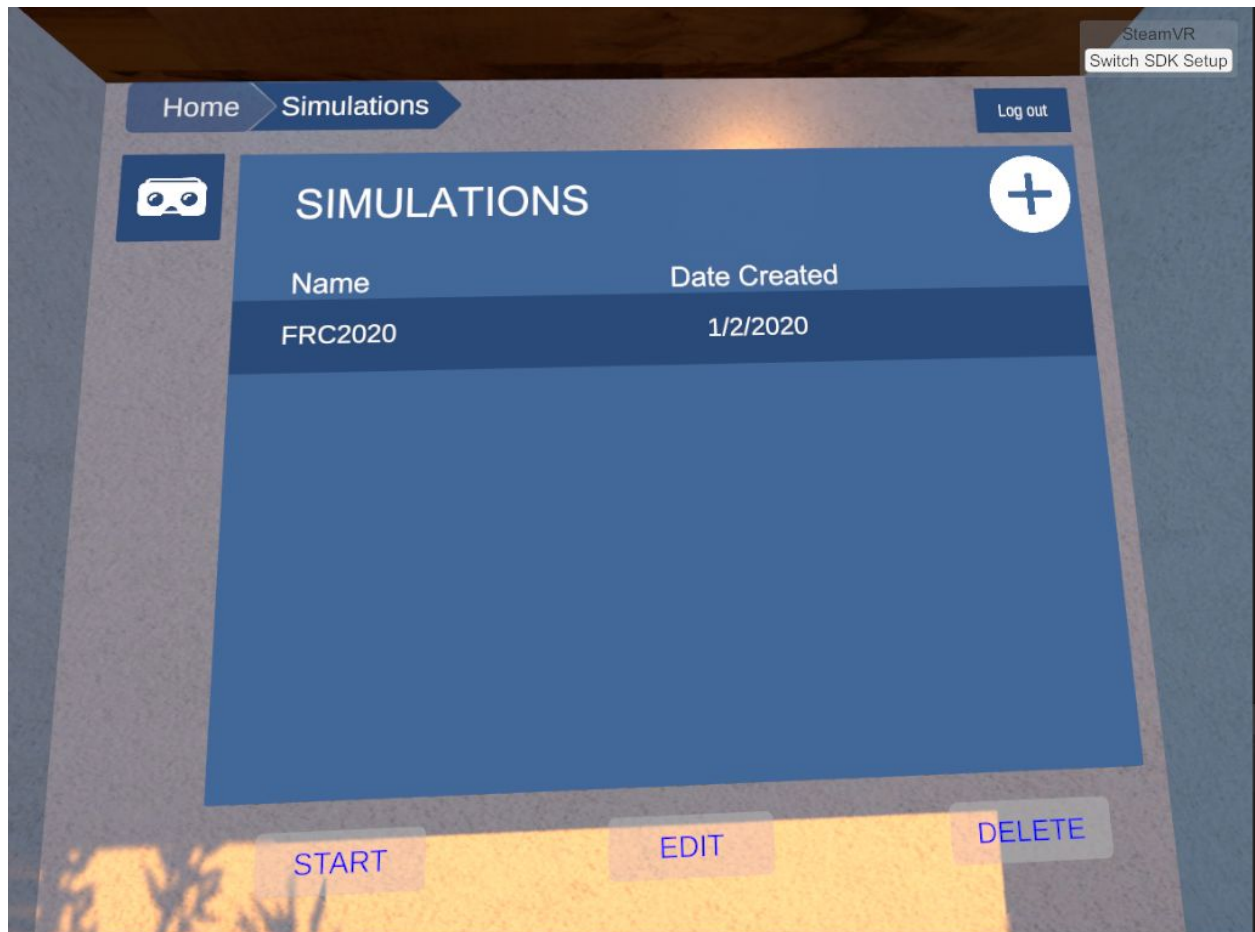 SteamVR
Switch SDK Setup
Home Simulations
Log out
SIMULATIONS
Name Date Created
FRC2020 1/2/2020
START EDIT DELETE